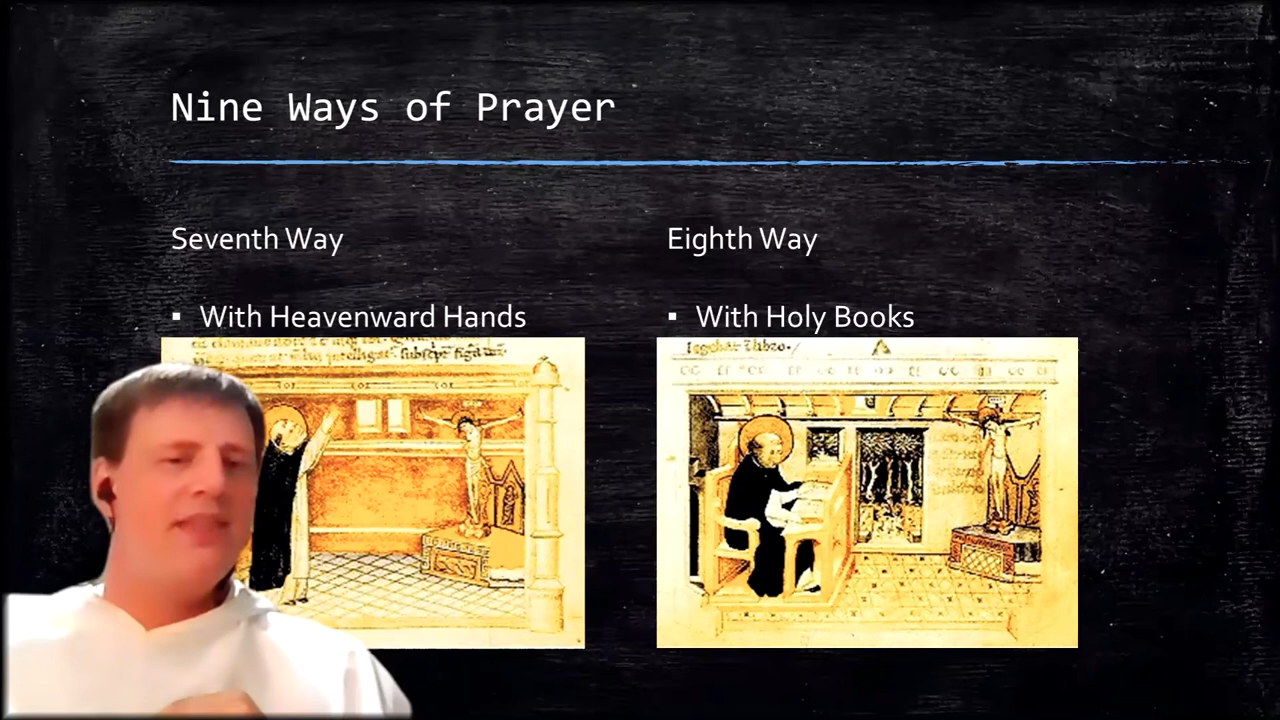 Nine Ways of Prayer
Seventh Way
▪ With Heavenward Hands
Eighth Way
▪ With Holy Books